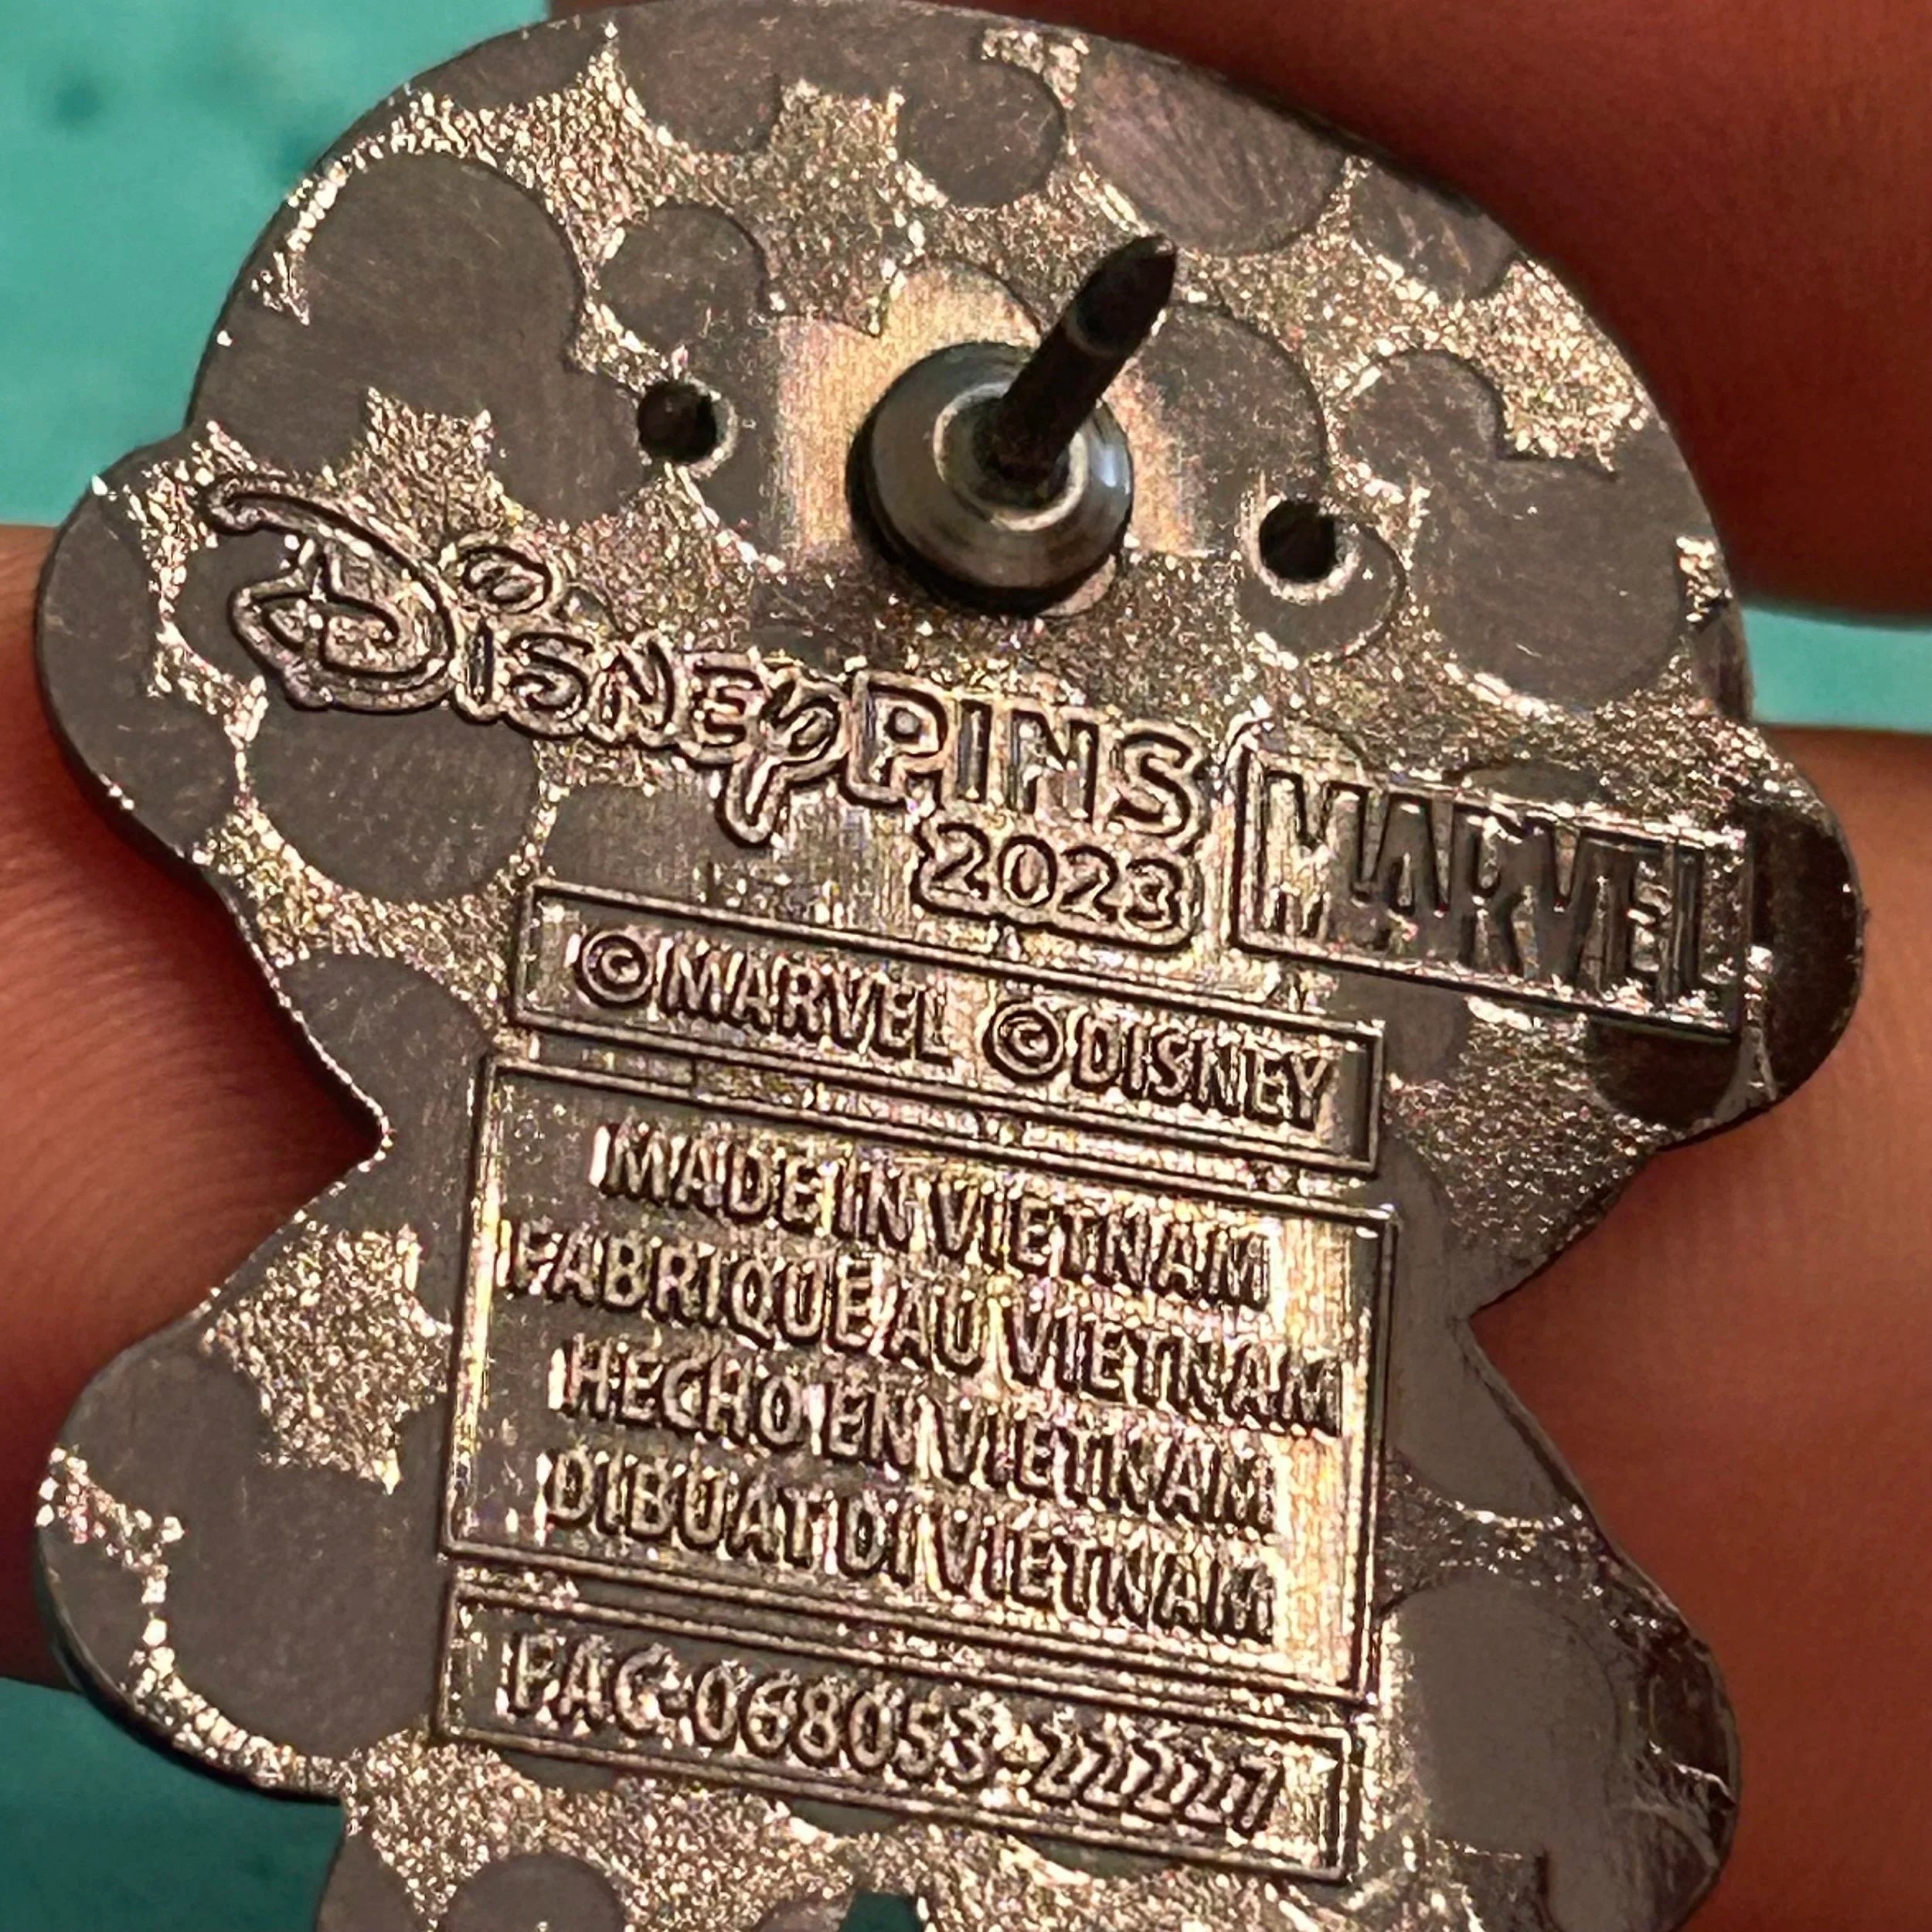 Disney PINS
2023
MARVEL
©MARVEL ©DISNEY
MADE IN VIETNAM
FABRIQUE AU VIETNAM
HECHO EN VIETNAM
DIBUAT DI VIETNAM
FAC-068053-22227